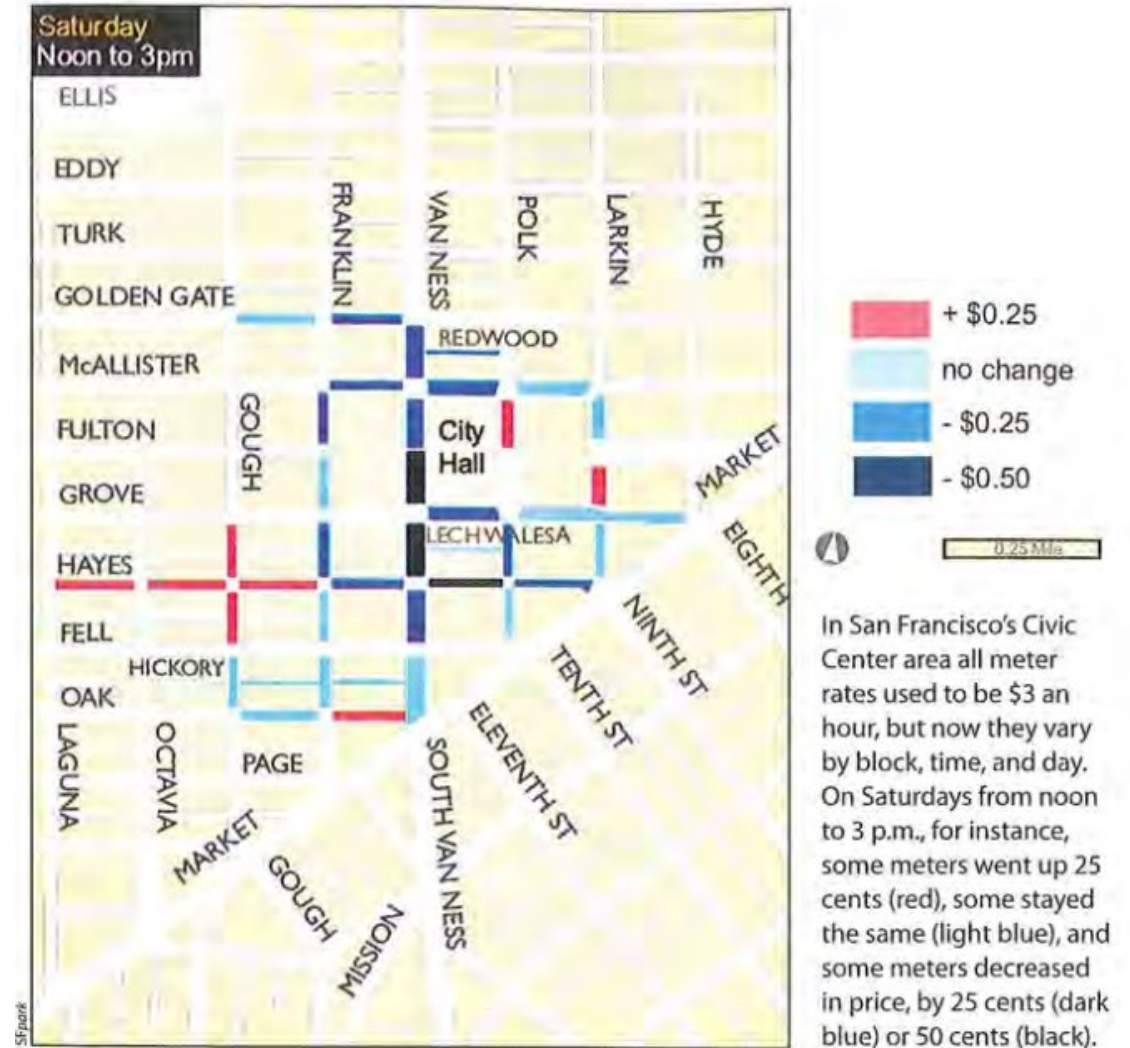 Saturday
Noon to 3pm
ELLIS
EDDY
TURK
GOLDEN GATE
McALLISTER
FULTON
GROVE
HAYES
FELL
HICKORY
OAK
LAGUNA
OCTAVIA
PAGE
GOUGH
FRANKLIN
VAN NESS
POLK
LARKIN
HYDE
REDWOOD
City
Hall
LECH WALESA
MARKET
EIGHTH
NINTH ST
TENTH ST
ELEVENTH ST
SOUTH VAN NESS
MARKET
GOUGH
MISSION
SFpark
+ $0.25
no change
- $0.25
- $0.50
0.25 Mile
In San Francisco's Civic
Center area all meter
rates used to be $3 an
hour, but now they vary
by block, time, and day.
On Saturdays from noon
to 3 p.m., for instance,
some meters went up 25
cents (red), some stayed
the same (light blue), and
some meters decreased
in price, by 25 cents (dark
blue) or 50 cents (black).